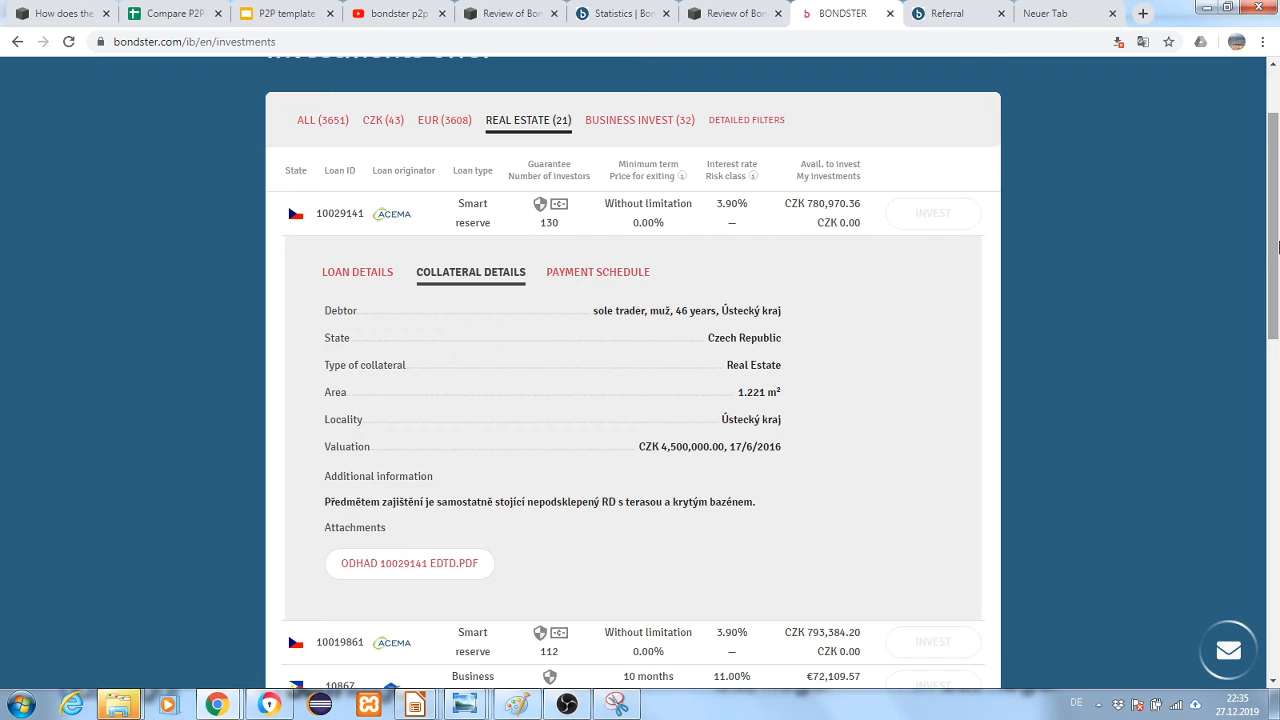 How does the
Compare P2P
P2P template
bondster p2p
Review of Bon
Statistics | Bon
Review of Bon
BONDSTER
Referral
Neuer Tab
bondster.com/ib/en/investments
ALL (3651) CZK (43) EUR (3608) REAL ESTATE (21) BUSINESS INVEST (32) DETAILED FILTERS
State Loan ID Loan originator Loan type Guarantee Number of investors Minimum term Price for exiting Interest rate Risk class Avail. to invest My investments
10029141 ACEMA Smart reserve 130 Without limitation 0.00% 3.90% — CZK 780,970.36 CZK 0.00 INVEST
LOAN DETAILS COLLATERAL DETAILS PAYMENT SCHEDULE
Debtor sole trader, muž, 46 years, Ústecký kraj
State Czech Republic
Type of collateral Real Estate
Area 1.221 m²
Locality Ústecký kraj
Valuation CZK 4,500,000.00, 17/6/2016
Additional information
Předmětem zajištění je samostatně stojící nepodsklepený RD s terasou a krytým bazénem.
Attachments
ODHAD 10029141 EDTD.PDF
10019861 ACEMA Smart reserve 112 Without limitation 0.00% 3.90% — CZK 793,384.20 CZK 0.00 INVEST
10867 Business 10 months 11.00% €72,109.57 INVEST
DE
22:35
27.12.2019